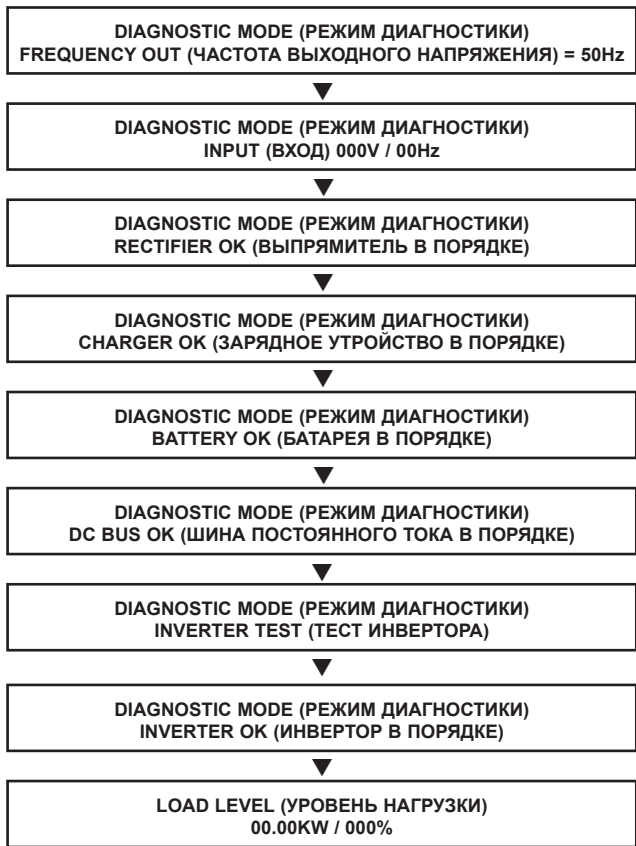 DIAGNOSTIC MODE (РЕЖИМ ДИАГНОСТИКИ)
FREQUENCY OUT (ЧАСТОТА ВЫХОДНОГО НАПРЯЖЕНИЯ) = 50Hz
DIAGNOSTIC MODE (РЕЖИМ ДИАГНОСТИКИ)
INPUT (ВХОД) 000V / 00Hz
DIAGNOSTIC MODE (РЕЖИМ ДИАГНОСТИКИ)
RECTIFIER OK (ВЫПРЯМИТЕЛЬ В ПОРЯДКЕ)
DIAGNOSTIC MODE (РЕЖИМ ДИАГНОСТИКИ)
CHARGER OK (ЗАРЯДНОЕ УТРОЙСТВО В ПОРЯДКЕ)
DIAGNOSTIC MODE (РЕЖИМ ДИАГНОСТИКИ)
BATTERY OK (БАТАРЕЯ В ПОРЯДКЕ)
DIAGNOSTIC MODE (РЕЖИМ ДИАГНОСТИКИ)
DC BUS OK (ШИНА ПОСТОЯННОГО ТОКА В ПОРЯДКЕ)
DIAGNOSTIC MODE (РЕЖИМ ДИАГНОСТИКИ)
INVERTER TEST (ТЕСТ ИНВЕРТОРА)
DIAGNOSTIC MODE (РЕЖИМ ДИАГНОСТИКИ)
INVERTER OK (ИНВЕРТОР В ПОРЯДКЕ)
LOAD LEVEL (УРОВЕНЬ НАГРУЗКИ)
00.00KW / 000%